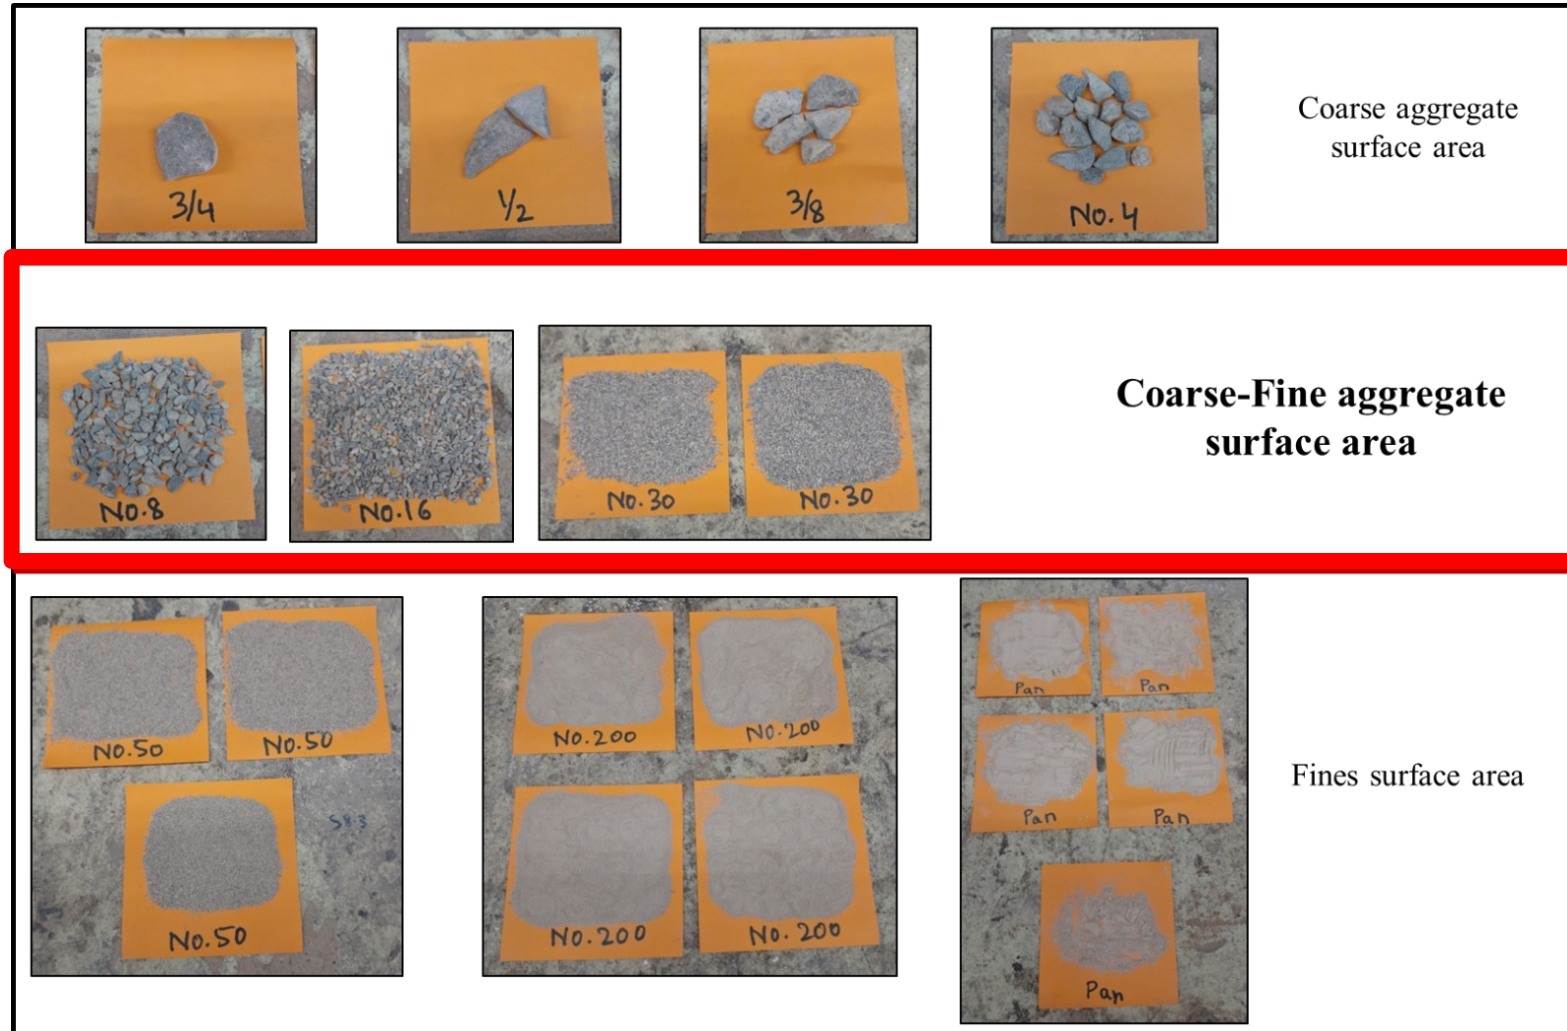 3/4
1/2
3/8
No.4
Coarse aggregate
surface area
No.8
No.16
No.30
No.30
Coarse-Fine aggregate
surface area
No.50
No.50
No.50
58.3
No.200
No.200
No.200
No.200
Pan
Pan
Pan
Pan
Pan
Fines surface area